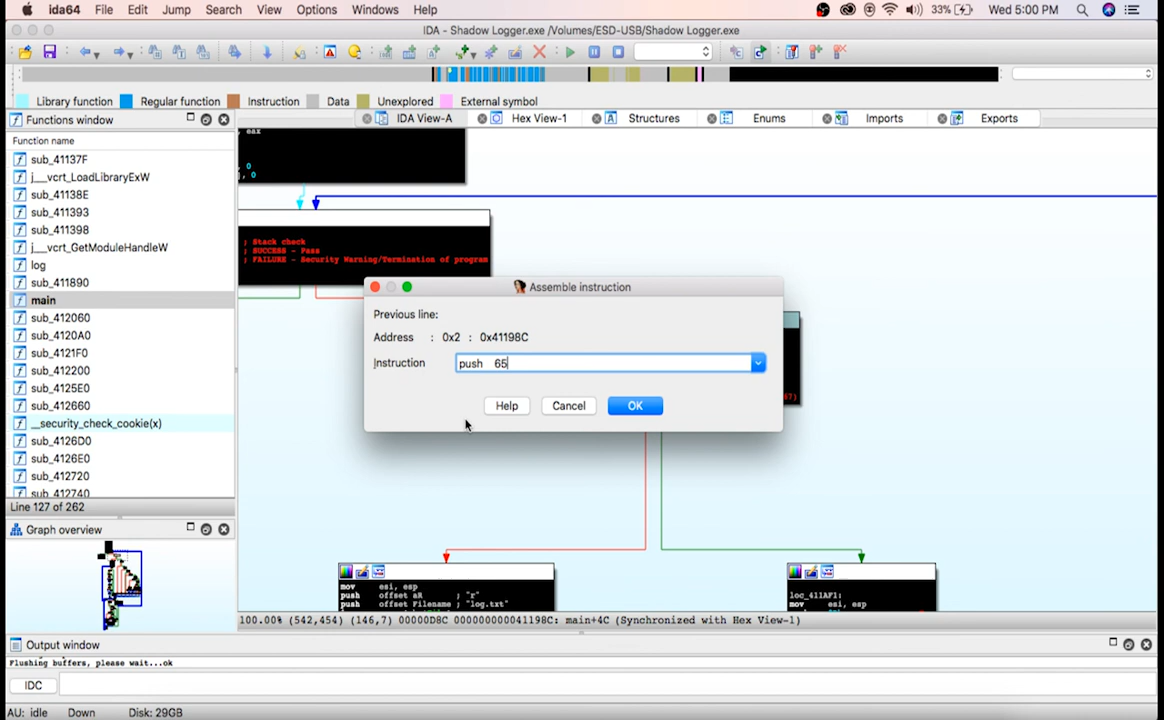 ida64 File Edit Jump Search View Options Windows Help 33% Wed 5:00 PM
IDA - Shadow Logger.exe /Volumes/ESD-USB/Shadow Logger.exe
Library function Regular function Instruction Data Unexplored External symbol
Functions window
IDA View-A Hex View-1 Structures Enums Imports Exports
Function name
sub_41137F
j___vcrt_LoadLibraryExW
sub_41138E
sub_411393
sub_411398
j___vcrt_GetModuleHandleW
log
sub_411890
main
sub_412060
sub_4120A0
sub_4121F0
sub_412200
sub_4125E0
sub_412660
__security_check_cookie(x)
sub_4126D0
sub_4126E0
sub_412720
sub_412740
Line 127 of 262
Graph overview
, eax
, 0
], 0
; Stack check
; SUCCESS - Pass
; FAILURE - Security Warning/Termination of program
Assemble instruction
Previous line:
Address : 0x2 : 0x41198C
Instruction push 65
Help Cancel OK
mov esi, esp
push offset aR ; "r"
push offset Filename ; "log.txt"
loc_411AF1:
mov esi, esp
100.00% (542,454) (146,7) 00000D8C 000000000041198C: main+4C (Synchronized with Hex View-1)
Output window
Flushing buffers, please wait...ok
IDC
AU: idle Down Disk: 29GB